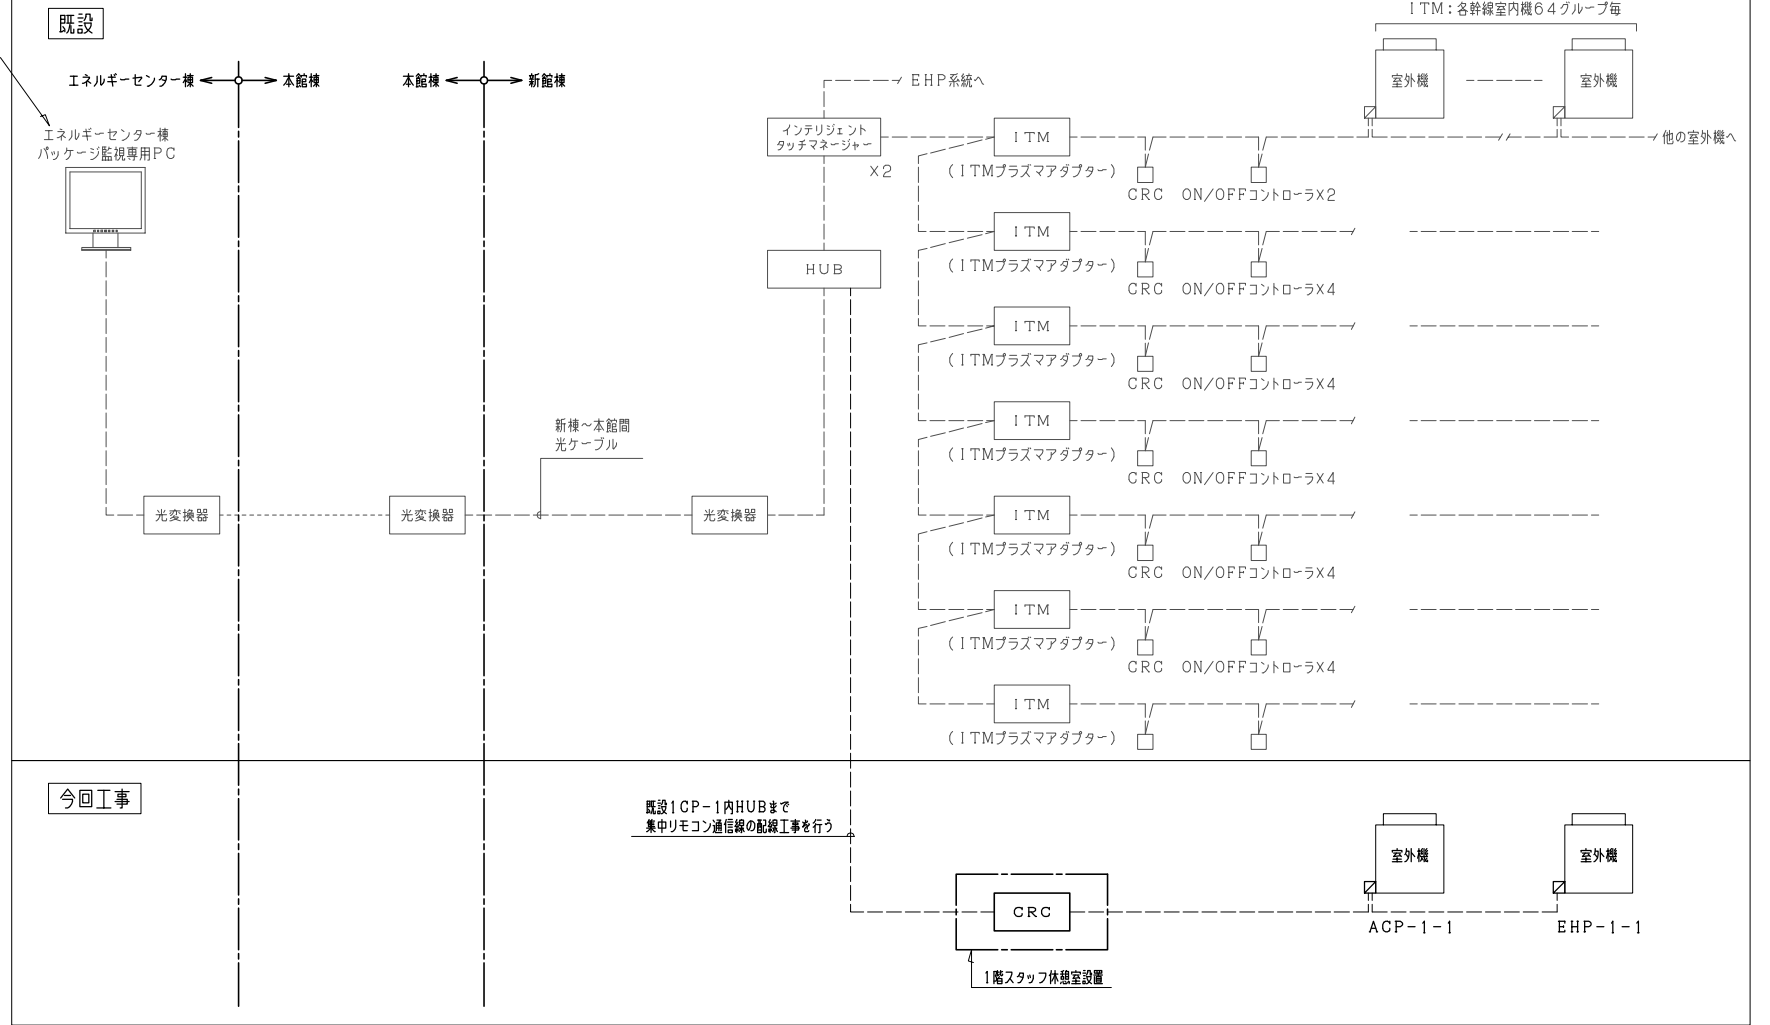 既設
ITM：各幹線室内機64グループ毎
エネルギーセンター棟
本館棟
本館棟
新館棟
EHP系統へ
室外機
室外機
エネルギーセンター棟
パッケージ監視専用PC
インテリジェント
タッチマネージャー
X2
ITM
(ITMプラズマアダプター)
CRC
ON/OFFコントローラX2
他の室外機へ
ITM
(ITMプラズマアダプター)
CRC
ON/OFFコントローラX4
HUB
ITM
(ITMプラズマアダプター)
CRC
ON/OFFコントローラX4
新棟～本館間
光ケーブル
ITM
(ITMプラズマアダプター)
CRC
ON/OFFコントローラX4
光変換器
光変換器
光変換器
ITM
(ITMプラズマアダプター)
CRC
ON/OFFコントローラX4
ITM
(ITMプラズマアダプター)
CRC
ON/OFFコントローラX4
ITM
(ITMプラズマアダプター)
今回工事
既設1CP-1内HUBまで
集中リモコン通信線の配線工事を行う
室外機
室外機
CRC
ACP-1-1
EHP-1-1
1階スタッフ休憩室設置